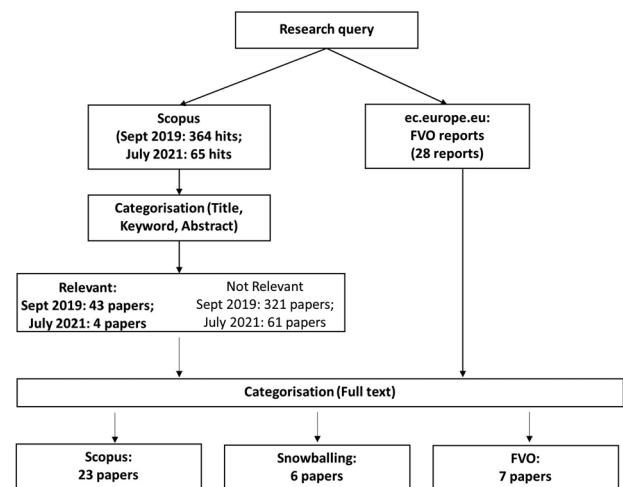 Research query
Scopus
(Sept 2019: 364 hits;
July 2021: 65 hits
ec.europe.eu:
FVO reports
(28 reports)
Categorisation (Title,
Keyword, Abstract)
Relevant:
Sept 2019: 43 papers;
July 2021: 4 papers
Not Relevant
Sept 2019: 321 papers;
July 2021: 61 papers
Categorisation (Full text)
Scopus:
23 papers
Snowballing:
6 papers
FVO:
7 papers